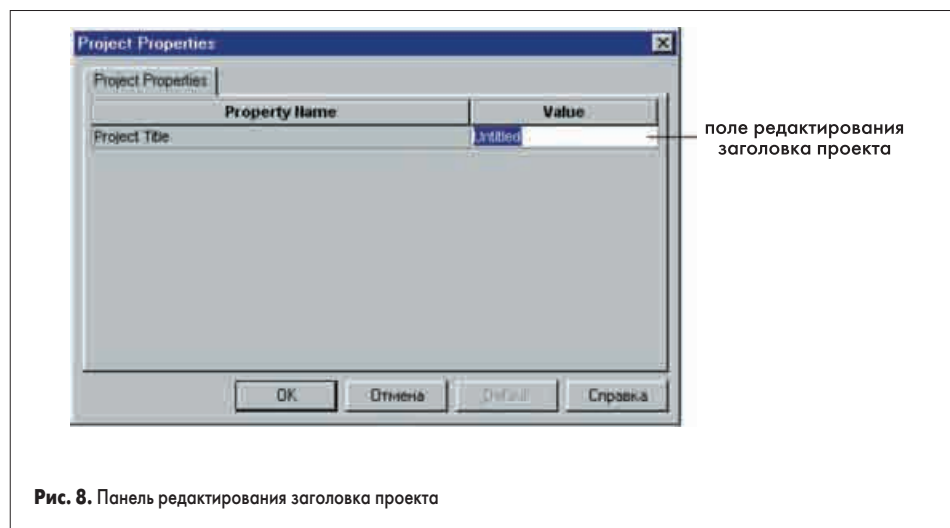 Project Properties
Project Properties
Property Name Value
Project Title Untitled
поле редактирования
заголовка проекта
OK Отмена Default Справка
Рис. 8. Панель редактирования заголовка проекта